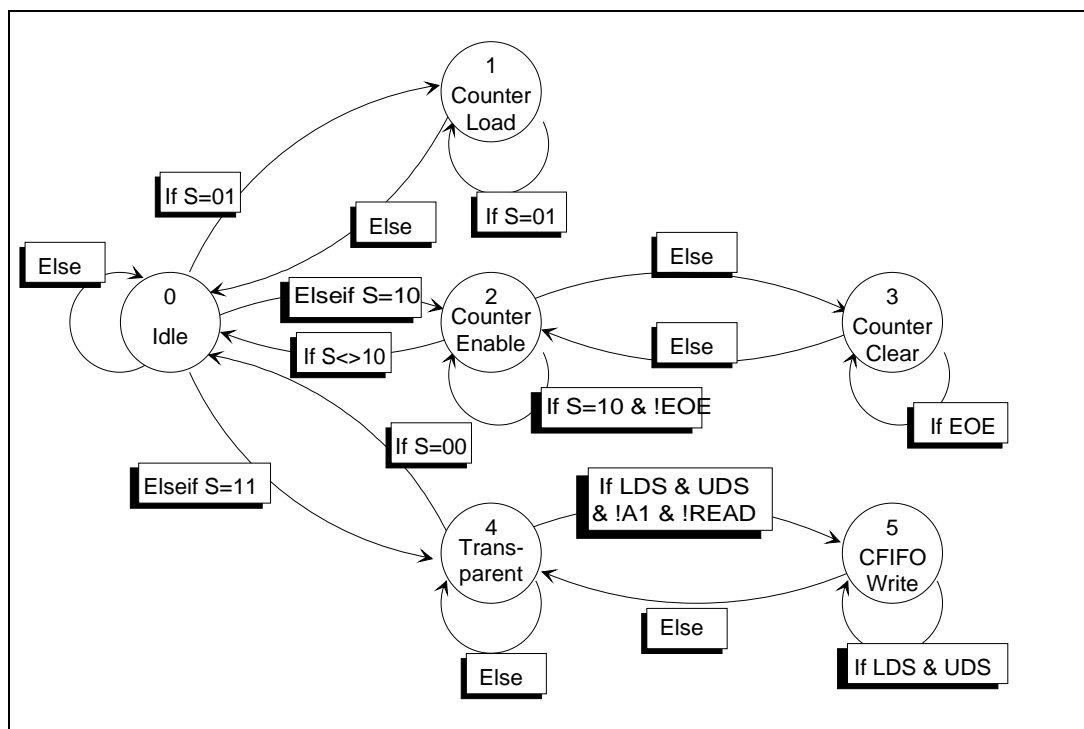 1
Counter
Load
If S=01
Else
If S=01
Else
Else
0
Idle
Elseif S=10
2
Counter
Enable
3
Counter
Clear
If S<>10
Else
If S=10 & !EOE
If EOE
If S=00
Elseif S=11
If LDS & UDS
& !A1 & !READ
4
Trans-
parent
5
CFIFO
Write
Else
Else
If LDS & UDS